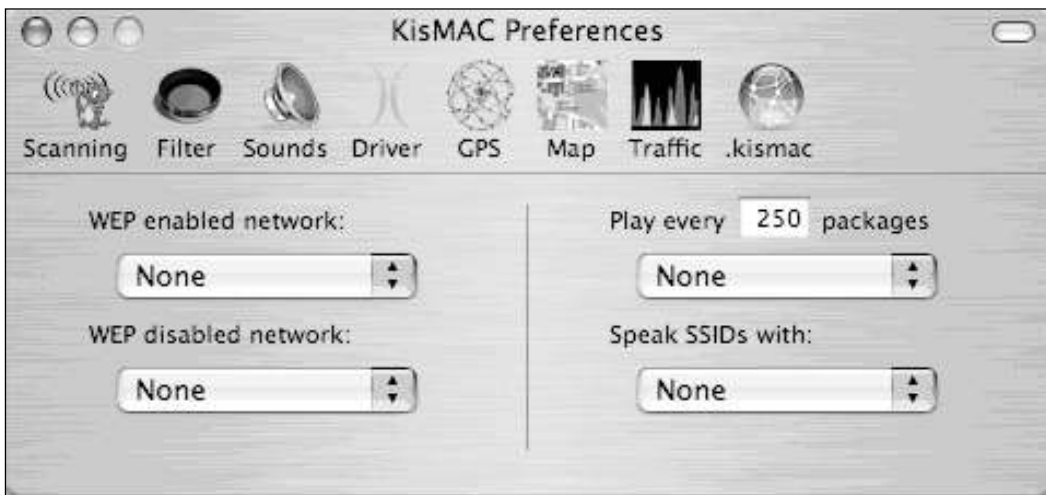 KisMAC Preferences
Scanning Filter Sounds Driver GPS Map Traffic .kismac
WEP enabled network:
None
WEP disabled network:
None
Play every 250 packages
None
Speak SSIDs with:
None